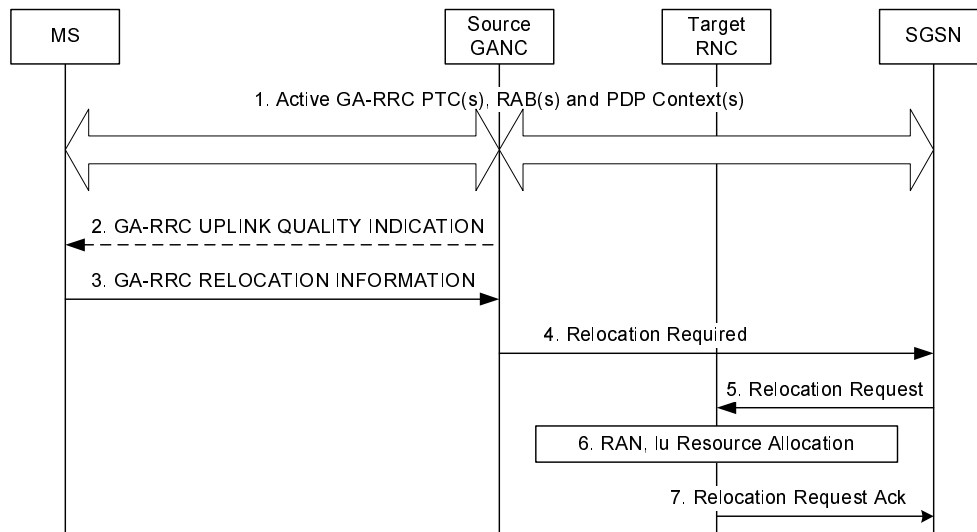 MS
Source
GANC
Target
RNC
SGSN
1. Active GA-RRC PTC(s), RAB(s) and PDP Context(s)
2. GA-RRC UPLINK QUALITY INDICATION
3. GA-RRC RELOCATION INFORMATION
4. Relocation Required
5. Relocation Request
6. RAN, Iu Resource Allocation
7. Relocation Request Ack